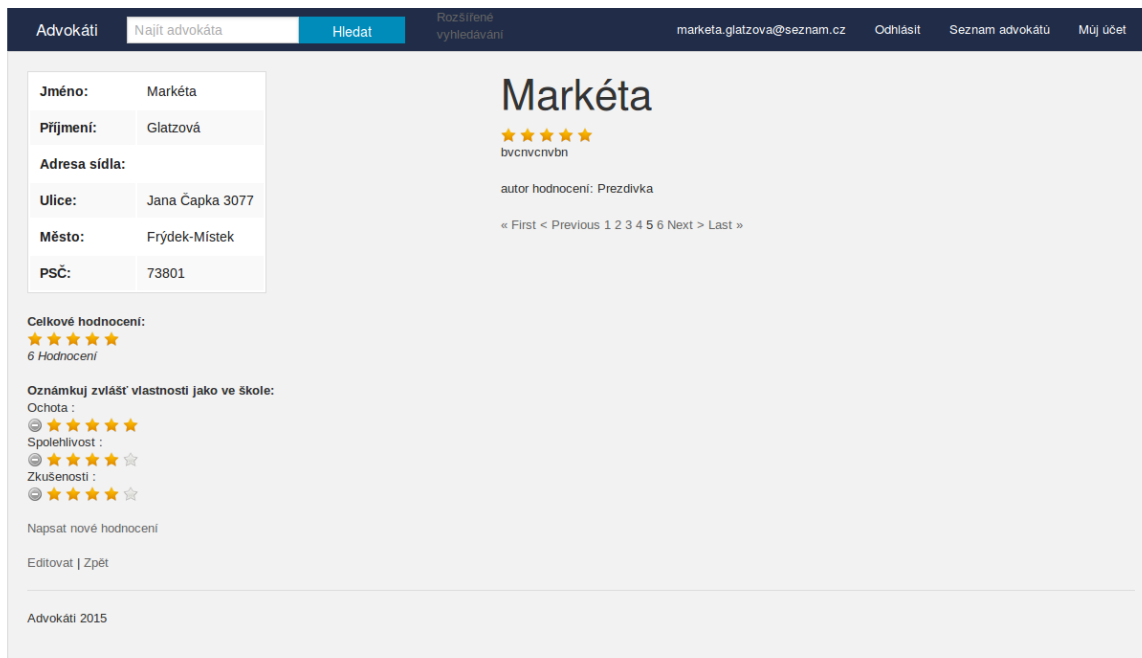 Advokáti Najít advokáta Hledat Rozšířené vyhledávání marketa.glatzova@seznam.cz Odhlásit Seznam advokátů Můj účet
Jméno: Markéta
Příjmení: Glatzová
Adresa sídla:
Ulice: Jana Čapka 3077
Město: Frýdek-Místek
PSČ: 73801
Celkové hodnocení:
6 Hodnocení
Oznámkuj zvlášť vlastnosti jako ve škole:
Ochota :
Spolehlivost :
Zkušenosti :
Napsat nové hodnocení
Editovat | Zpět
Markéta
bvcnvcnvbn
autor hodnocení: Prezdivka
« First < Previous 1 2 3 4 5 6 Next > Last »
Advokáti 2015